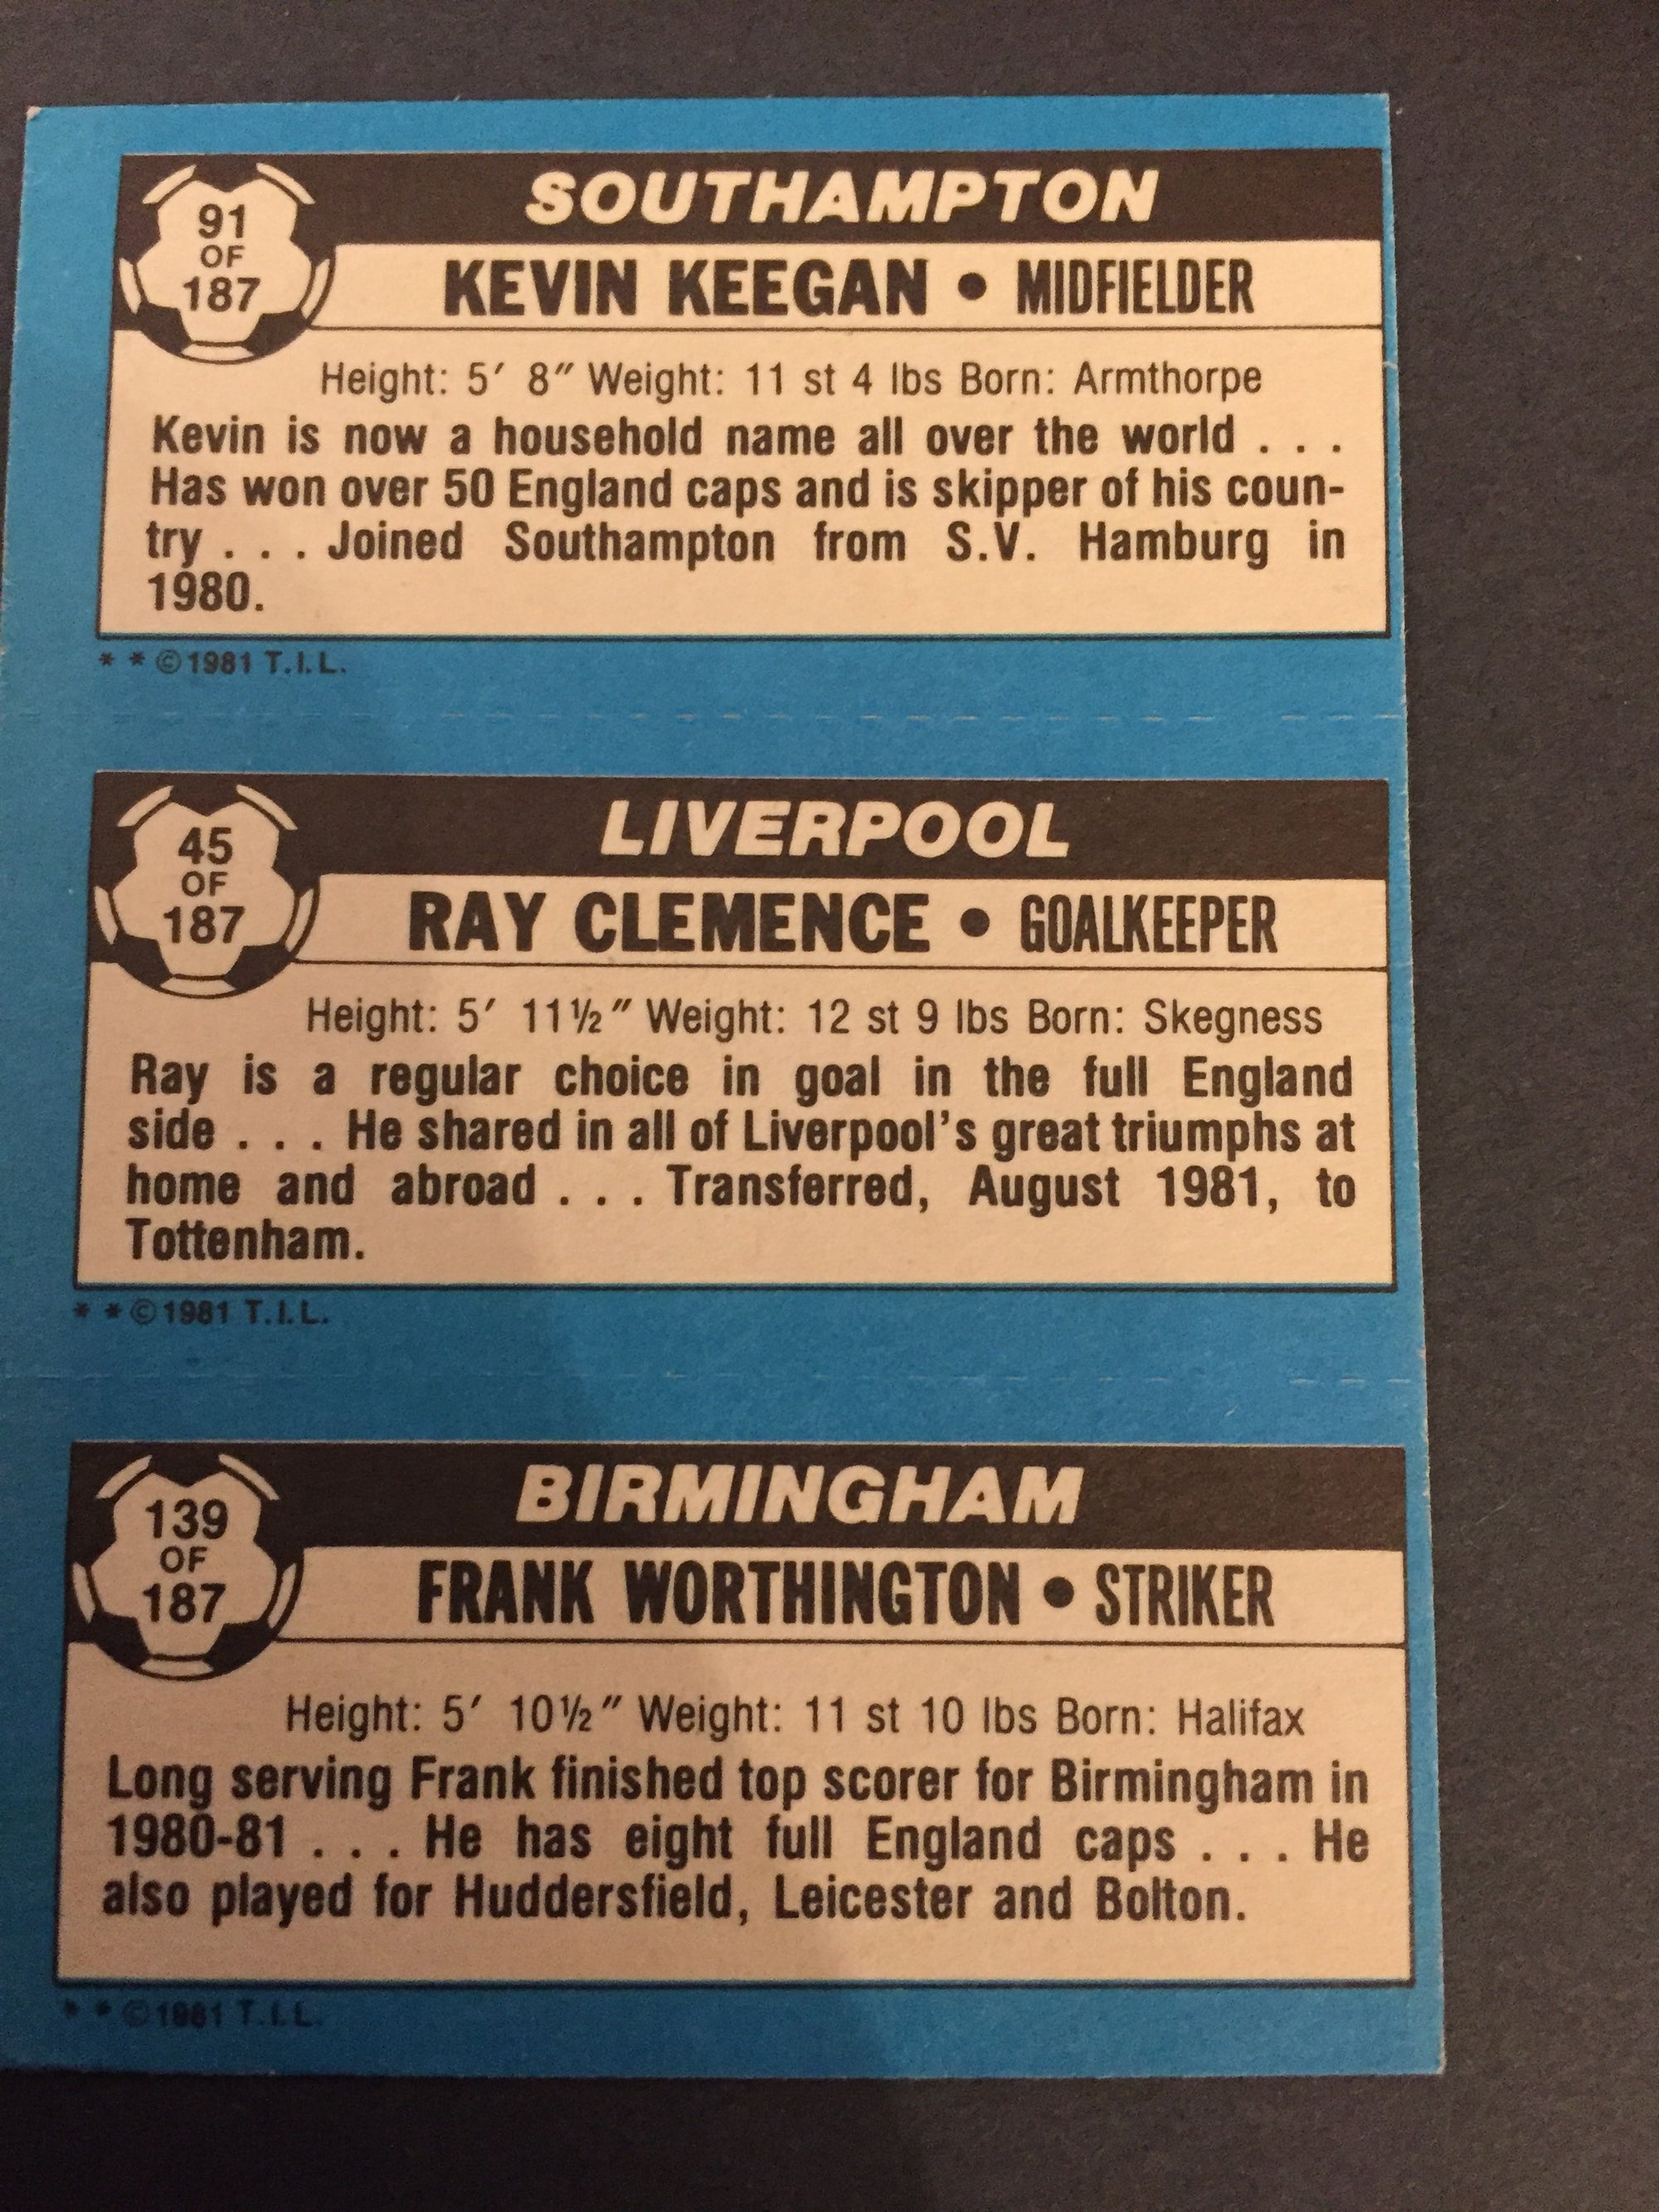 SOUTHAMPTON
91
OF
187
KEVIN KEEGAN • MIDFIELDER
Height: 5′ 8″ Weight: 11 st 4 lbs Born: Armthorpe
Kevin is now a household name all over the world . . .
Has won over 50 England caps and is skipper of his coun-
try . . . Joined Southampton from S.V. Hamburg in
1980.
* * ©1981 T.I.L.
LIVERPOOL
45
OF
187
RAY CLEMENCE • GOALKEEPER
Height: 5′ 11½″ Weight: 12 st 9 lbs Born: Skegness
Ray is a regular choice in goal in the full England
side . . . He shared in all of Liverpool's great triumphs at
home and abroad . . . Transferred, August 1981, to
Tottenham.
* * ©1981 T.I.L.
BIRMINGHAM
139
OF
187
FRANK WORTHINGTON • STRIKER
Height: 5′ 10½″ Weight: 11 st 10 lbs Born: Halifax
Long serving Frank finished top scorer for Birmingham in
1980-81 . . . He has eight full England caps . . . He
also played for Huddersfield, Leicester and Bolton.
* * ©1981 T.I.L.